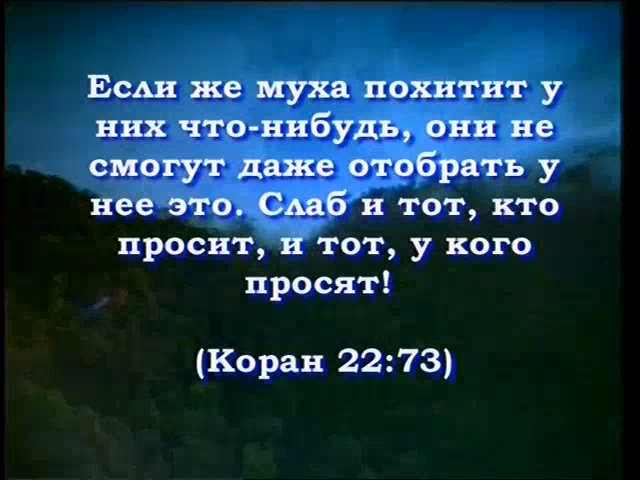 Если же муха похитит у
них что-нибудь, они не
смогут даже отобрать у
нее это. Слаб и тот, кто
просит, и тот, у кого
просят!
(Коран 22:73)